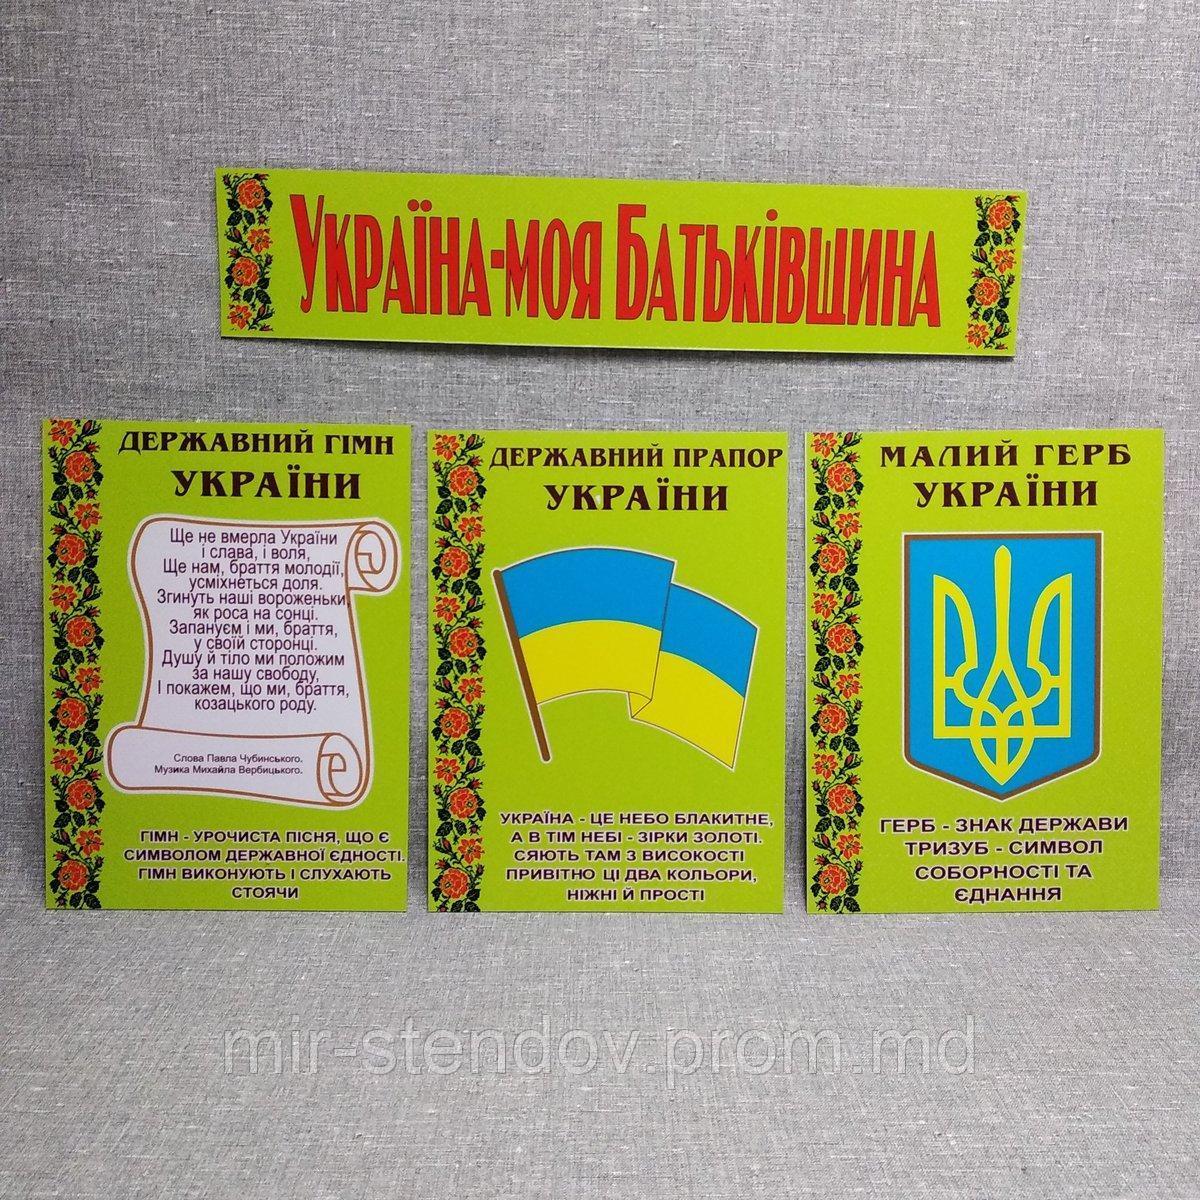 Україна-моя Батьківщина
ДЕРЖАВНИЙ ГІМН
УКРАЇНИ
Ще не вмерла України
і слава, і воля,
Ще нам, браття молодії,
усміхнеться доля.
Згинуть наші вороженьки,
як роса на сонці.
Запануєм і ми, браття,
у своїй сторонці.
Душу й тіло ми положим
за нашу свободу,
І покажем, що ми, браття,
козацького роду.
Слова Павла Чубинського.
Музика Михайла Вербицького.
ГІМН - УРОЧИСТА ПІСНЯ, ЩО Є
СИМВОЛОМ ДЕРЖАВНОЇ ЄДНОСТІ.
ГІМН ВИКОНУЮТЬ І СЛУХАЮТЬ
СТОЯЧИ
ДЕРЖАВНИЙ ПРАПОР
УКРАЇНИ
УКРАЇНА - ЦЕ НЕБО БЛАКИТНЕ,
А В ТІМ НЕБІ - ЗІРКИ ЗОЛОТІ.
СЯЮТЬ ТАМ З ВИСОКОСТІ
ПРИВІТНО ЦІ ДВА КОЛЬОРИ,
НІЖНІ Й ПРОСТІ
МАЛИЙ ГЕРБ
УКРАЇНИ
ГЕРБ - ЗНАК ДЕРЖАВИ
ТРИЗУБ - СИМВОЛ
СОБОРНОСТІ ТА
ЄДНАННЯ
mir-stendov.prom.md